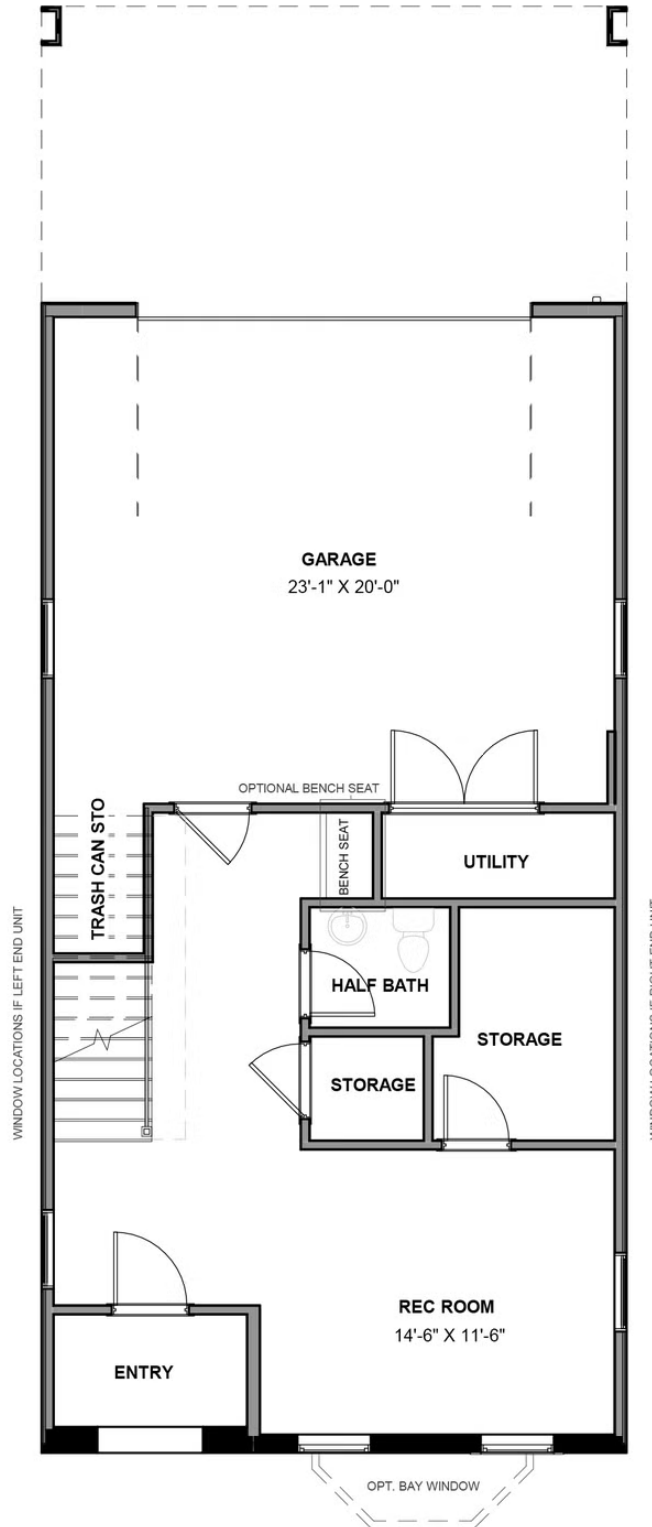 GARAGE
23'-1" X 20'-0"
OPTIONAL BENCH SEAT
TRASH CAN STO
BENCH SEAT
UTILITY
WINDOW LOCATIONS IF LEFT END UNIT
HALF BATH
STORAGE
STORAGE
REC ROOM
14'-6" X 11'-6"
ENTRY
OPT. BAY WINDOW